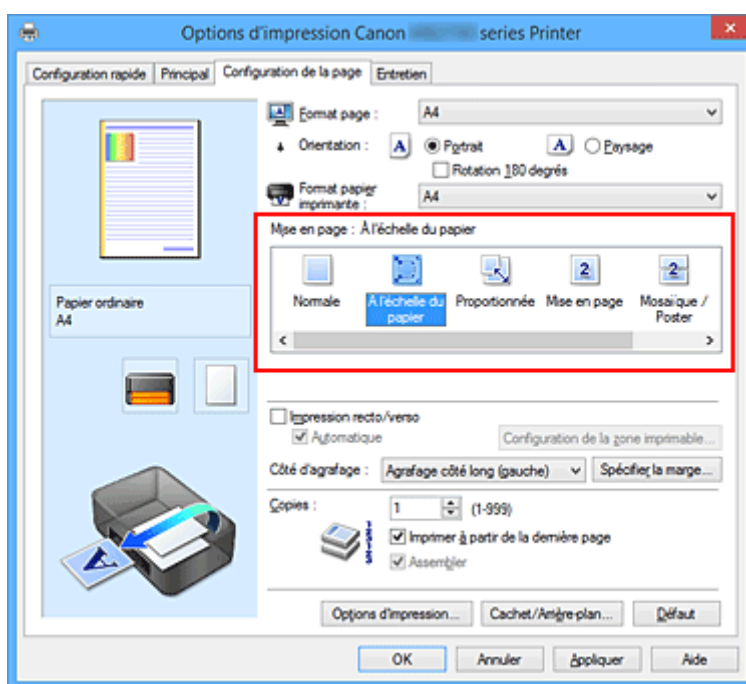 Options d'impression Canon series Printer
Configuration rapide Principal Configuration de la page Entretien
Format page : A4
Orientation : A Portrait A Paysage
Rotation 180 degrés
Format papier
imprimante : A4
Mise en page : À l'échelle du papier
2 2
Normale À l'échelle du Proportionnée Mise en page Mosaïque /
papier Poster
Papier ordinaire
A4
Impression recto/verso
Automatique Configuration de la zone imprimable...
Côté d'agrafage : Agrafage côté long (gauche) Spécifier la marge...
Copies : 1 (1-999)
Imprimer à partir de la dernière page
Assembler
A
Options d'impression... Cachet/Arrière-plan... Défaut
OK Annuler Appliquer Aide